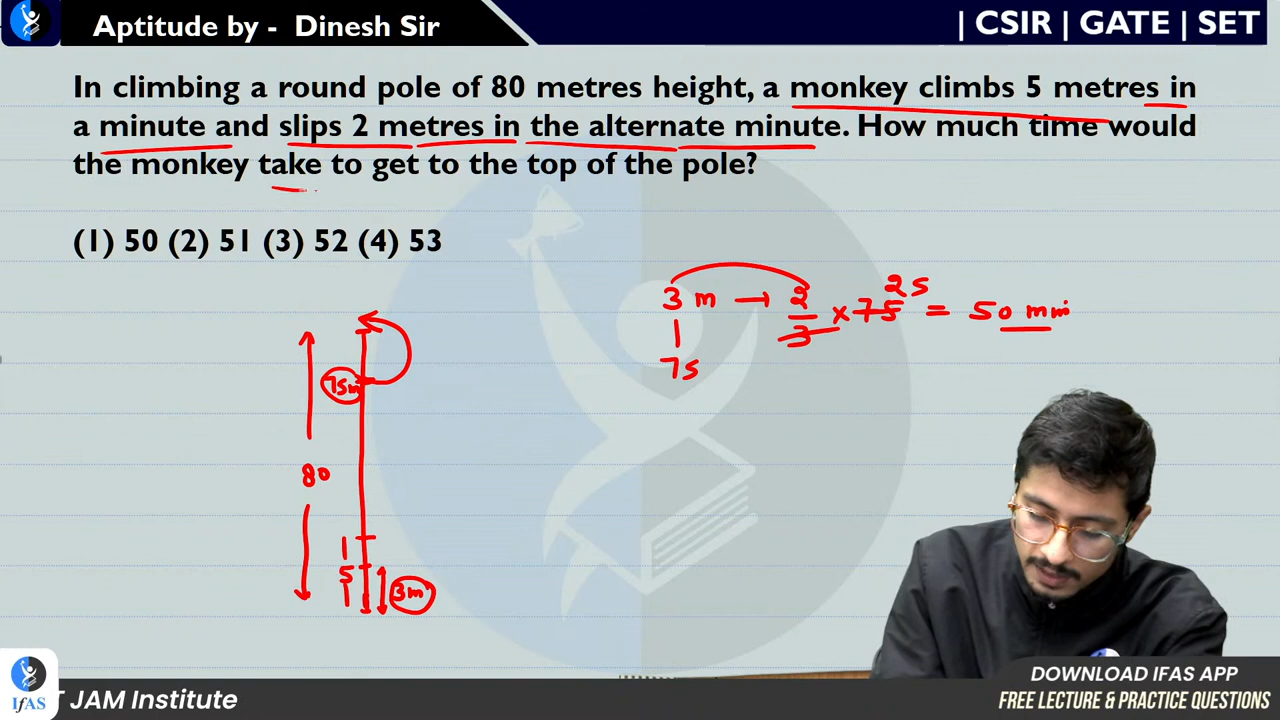 Aptitude by - Dinesh Sir
| CSIR | GATE | SET
In climbing a round pole of 80 metres height, a monkey climbs 5 metres in
a minute and slips 2 metres in the alternate minute. How much time would
the monkey take to get to the top of the pole?
(1) 50 (2) 51 (3) 52 (4) 53
3 m → 2/3 × 75 25 = 50 min
1
75
75m
80
1
5
1
3m
IfAS
T JAM Institute
DOWNLOAD IFAS APP
FREE LECTURE & PRACTICE QUESTIONS